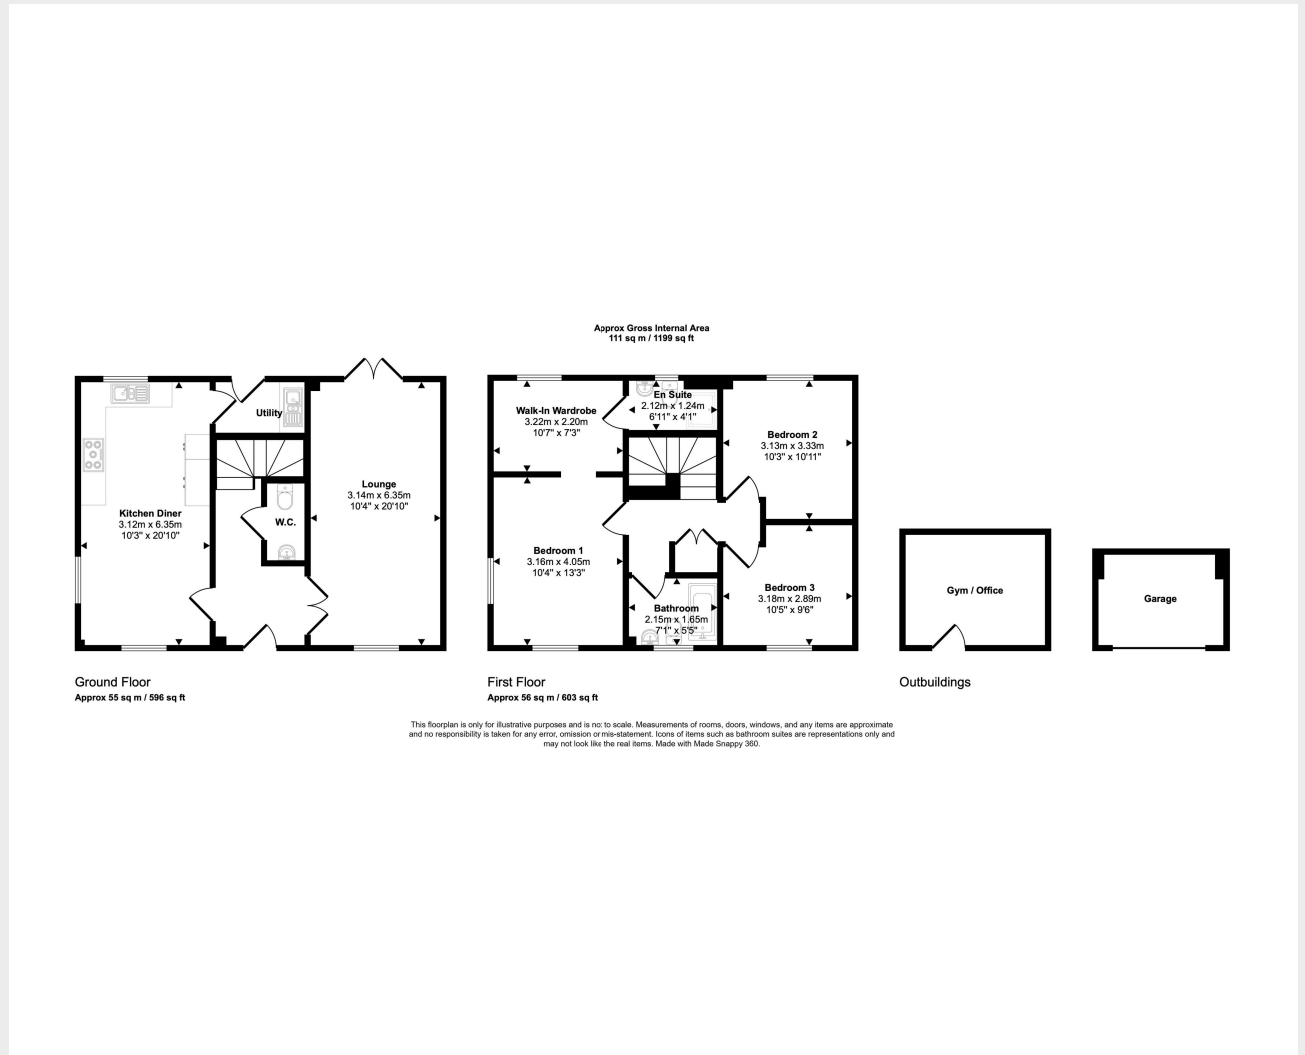 Approx Gross Internal Area
111 sq m / 1199 sq ft
Utility
Kitchen Diner
3.12m x 6.35m
10'3" x 20'10"
W.C.
Lounge
3.14m x 6.35m
10'4" x 20'10"
Ground Floor
Approx 55 sq m / 596 sq ft
Walk-In Wardrobe
3.22m x 2.20m
10'7" x 7'3"
En Suite
2.12m x 1.24m
6'11" x 4'1"
Bedroom 2
3.13m x 3.33m
10'3" x 10'11"
Bedroom 1
3.16m x 4.05m
10'4" x 13'3"
Bathroom
2.15m x 1.65m
7'1" x 5'5"
Bedroom 3
3.18m x 2.89m
10'5" x 9'6"
First Floor
Approx 56 sq m / 603 sq ft
Gym / Office
Garage
Outbuildings
This floorplan is only for illustrative purposes and is not to scale. Measurements of rooms, doors, windows, and any items are approximate
and no responsibility is taken for any error, omission or mis-statement. Icons of items such as bathroom suites are representations only and
may not look like the real items. Made with Made Snappy 360.